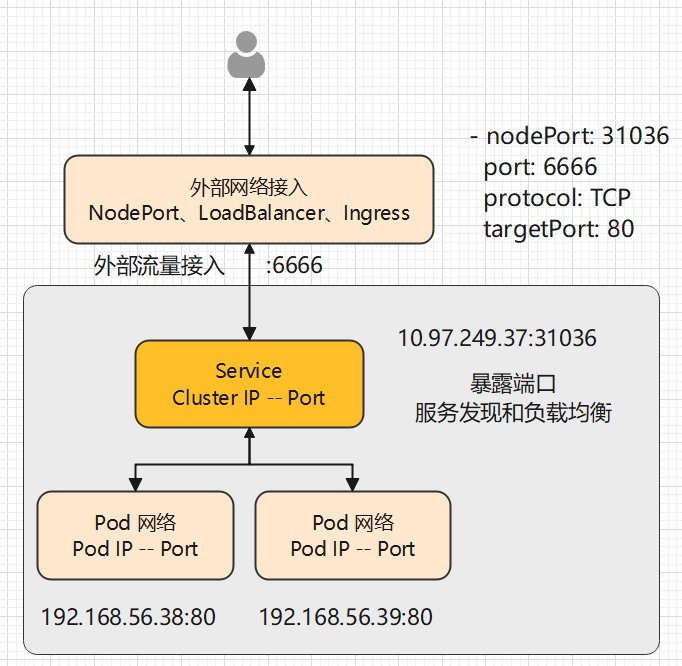 - nodePort: 31036
port: 6666
protocol: TCP
targetPort: 80
外部网络接入
NodePort、LoadBalancer、Ingress
外部流量接入 :6666
10.97.249.37:31036
Service
Cluster IP -- Port
暴露端口
服务发现和负载均衡
Pod 网络
Pod IP -- Port
Pod 网络
Pod IP -- Port
192.168.56.38:80
192.168.56.39:80